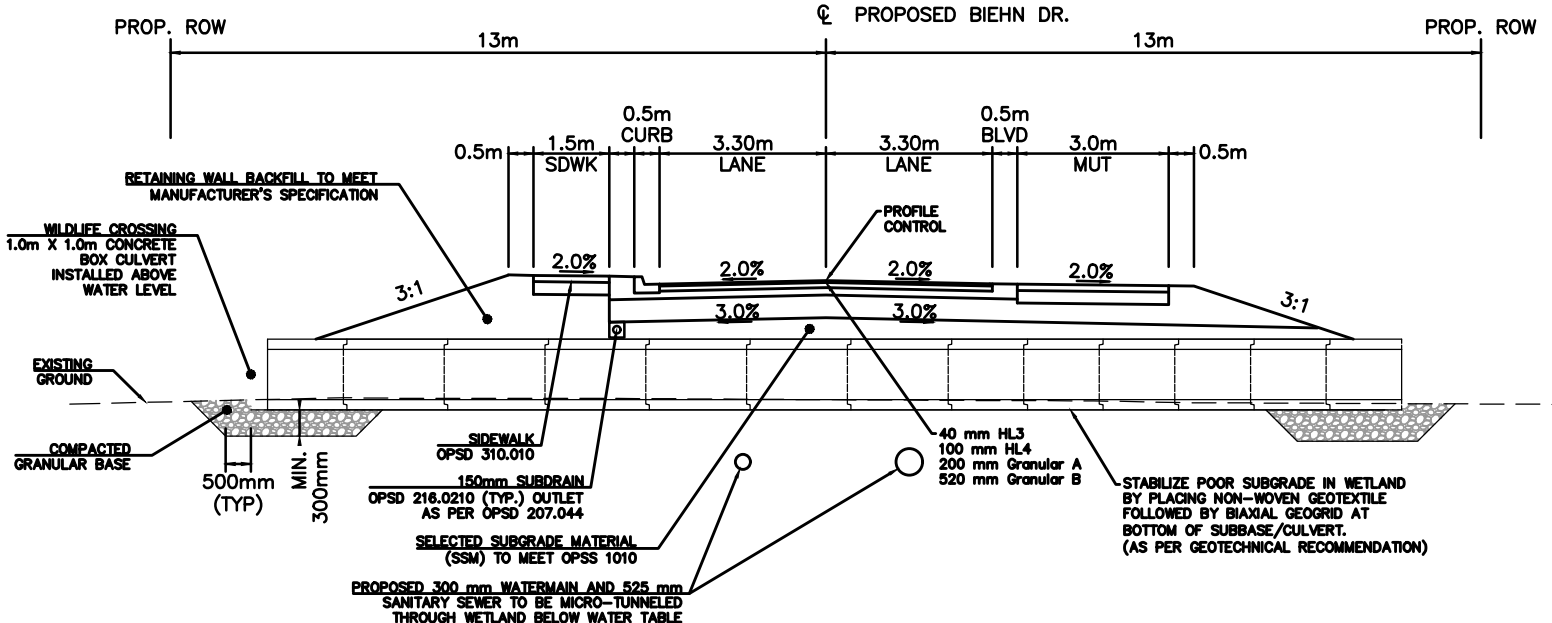 ℄ PROPOSED BIEHN DR.
PROP. ROW
PROP. ROW
13m
13m
0.5m
CURB
0.5m
BLVD
0.5m
1.5m
SDWK
3.30m
LANE
3.30m
LANE
3.0m
MUT
0.5m
RETAINING WALL BACKFILL TO MEET
MANUFACTURER'S SPECIFICATION
PROFILE
CONTROL
WILDLIFE CROSSING
1.0m X 1.0m CONCRETE
BOX CULVERT
INSTALLED ABOVE
WATER LEVEL
2.0%
2.0%
2.0%
2.0%
3:1
3:1
3.0%
3.0%
EXISTING
GROUND
COMPACTED
GRANULAR BASE
500mm
(TYP)
MIN.
300mm
SIDEWALK
OPSD 310.010
150mm SUBDRAIN
OPSD 216.0210 (TYP.) OUTLET
AS PER OPSD 207.044
SELECTED SUBGRADE MATERIAL
(SSM) TO MEET OPSS 1010
PROPOSED 300 mm WATERMAIN AND 525 mm
SANITARY SEWER TO BE MICRO-TUNNELED
THROUGH WETLAND BELOW WATER TABLE
40 mm HL3
100 mm HL4
200 mm Granular A
520 mm Granular B
STABILIZE POOR SUBGRADE IN WETLAND
BY PLACING NON-WOVEN GEOTEXTILE
FOLLOWED BY BIAXIAL GEOGRID AT
BOTTOM OF SUBBASE/CULVERT.
(AS PER GEOTECHNICAL RECOMMENDATION)